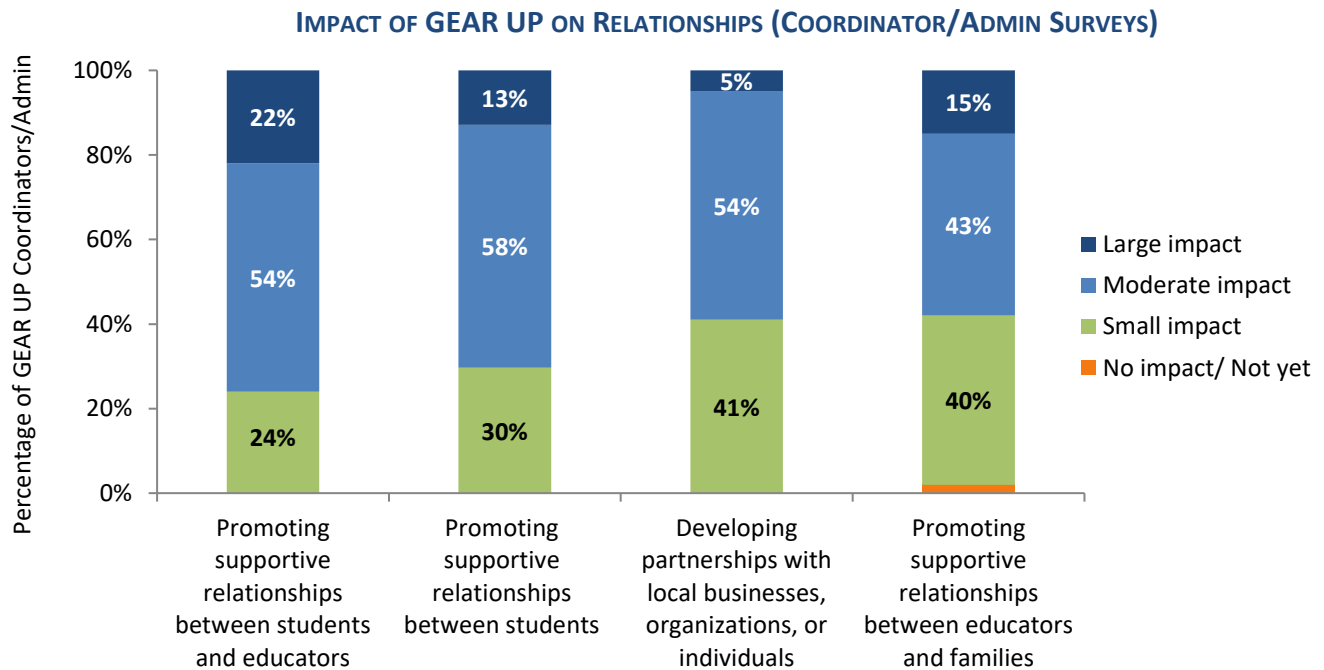 IMPACT OF GEAR UP ON RELATIONSHIPS (COORDINATOR/ADMIN SURVEYS)
Percentage of GEAR UP Coordinators/Admin
100%
80%
60%
40%
20%
0%
22%
54%
24%
13%
58%
30%
5%
54%
41%
15%
43%
40%
Large impact
Moderate impact
Small impact
No impact/ Not yet
Promoting
supportive
relationships
between students
and educators
Promoting
supportive
relationships
between students
Developing
partnerships with
local businesses,
organizations, or
individuals
Promoting
supportive
relationships
between educators
and families